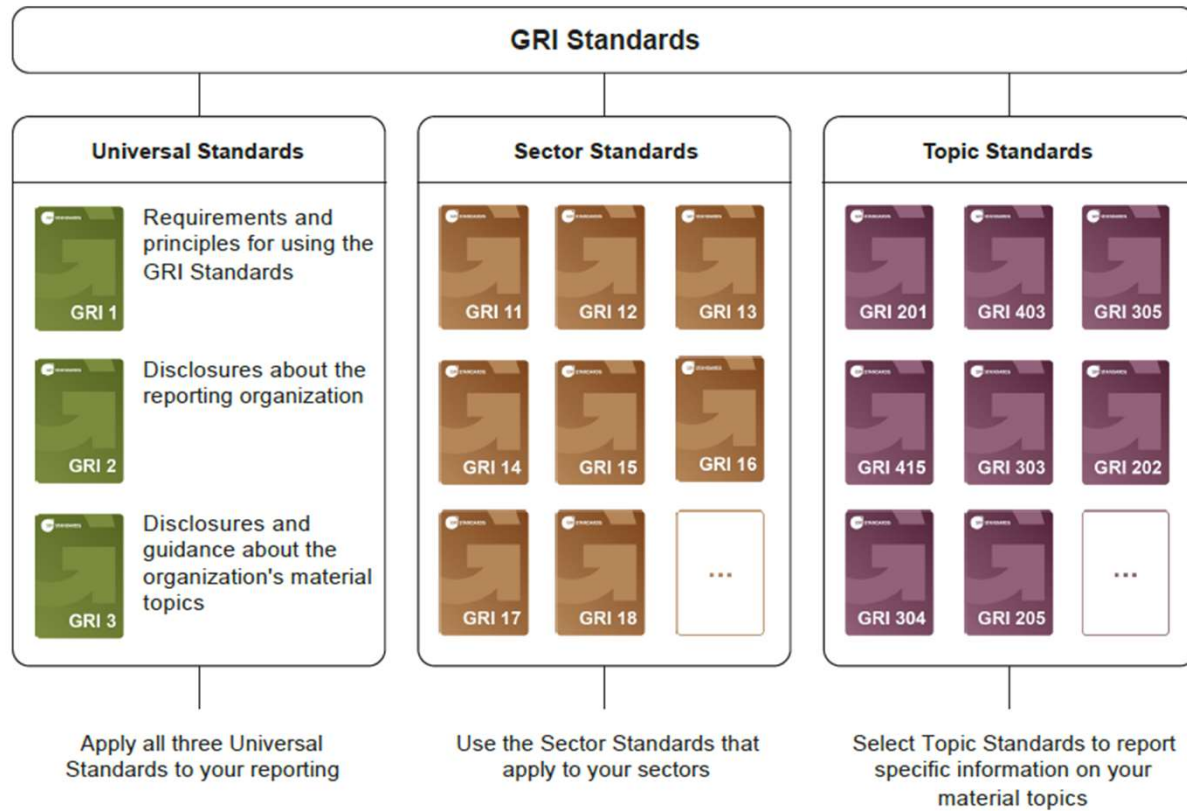 GRI Standards
Universal Standards
Requirements and
principles for using the
GRI Standards
GRI 1
Disclosures about the
reporting organization
GRI 2
Disclosures and
guidance about the
organization's material
topics
GRI 3
Apply all three Universal
Standards to your reporting
Sector Standards
GRI 11
GRI 12
GRI 13
GRI 14
GRI 15
GRI 16
GRI 17
GRI 18
...
Use the Sector Standards that
apply to your sectors
Topic Standards
GRI 201
GRI 403
GRI 305
GRI 415
GRI 303
GRI 202
GRI 304
GRI 205
...
Select Topic Standards to report
specific information on your
material topics